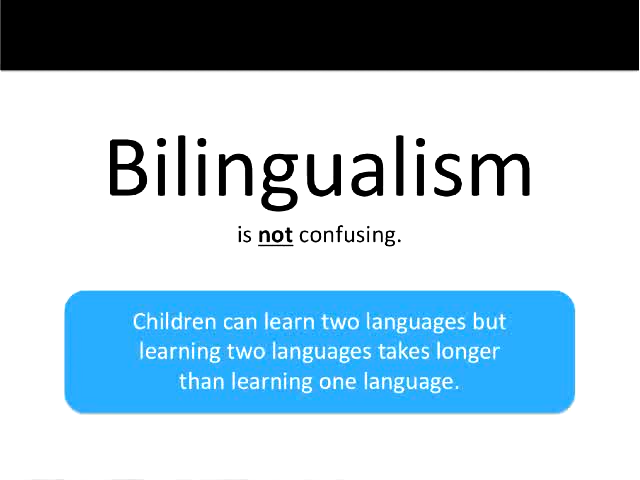 Bilingualism
is not confusing.
Children can learn two languages but
learning two languages takes longer
than learning one language.